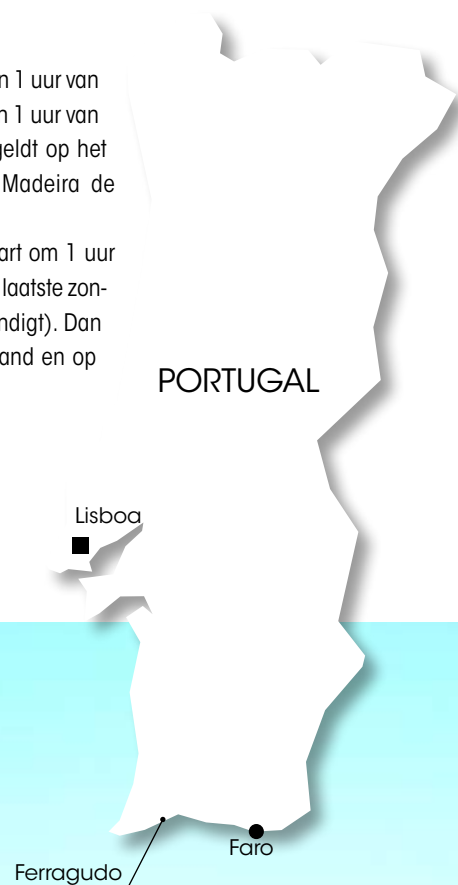 n 1 uur van
n 1 uur van
geldt op het
Madeira de
art om 1 uur
laatste zon-
ndigt). Dan
and en op
PORTUGAL
Lisboa
Faro
Ferragudo